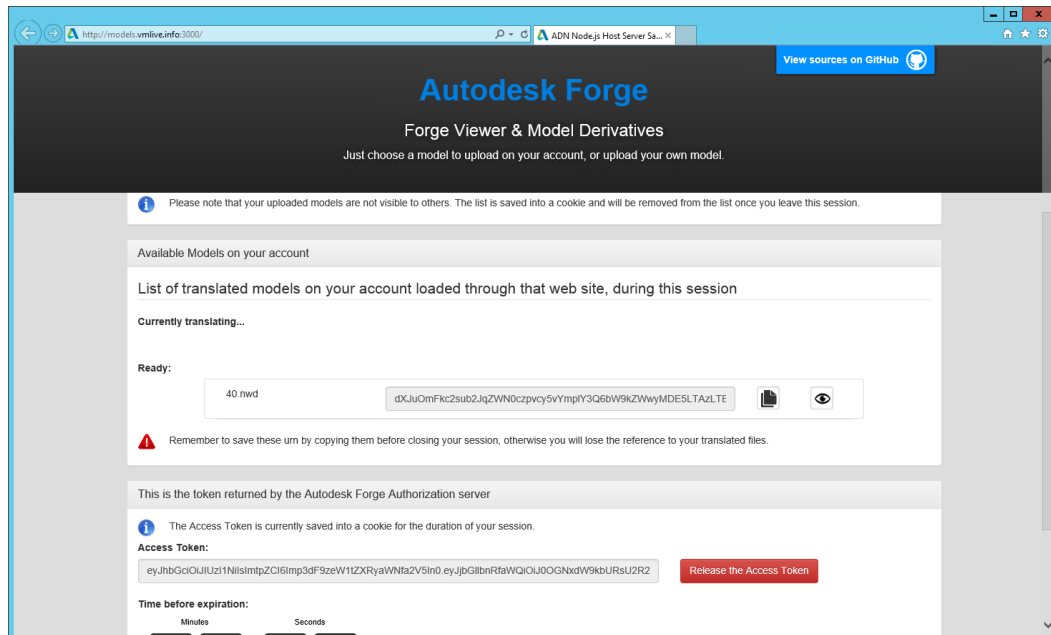 http://models.vmlive.info:3000/
ADN Node.js Host Server Sa...
View sources on GitHub
Autodesk Forge
Forge Viewer & Model Derivatives
Just choose a model to upload on your account, or upload your own model.
Please note that your uploaded models are not visible to others. The list is saved into a cookie and will be removed from the list once you leave this session.
Available Models on your account
List of translated models on your account loaded through that web site, during this session
Currently translating...
Ready:
40.nwd
Remember to save these urn by copying them before closing your session, otherwise you will lose the reference to your translated files.
This is the token returned by the Autodesk Forge Authorization server
The Access Token is currently saved into a cookie for the duration of your session.
Access Token:
Release the Access Token
Time before expiration:
Minutes Seconds